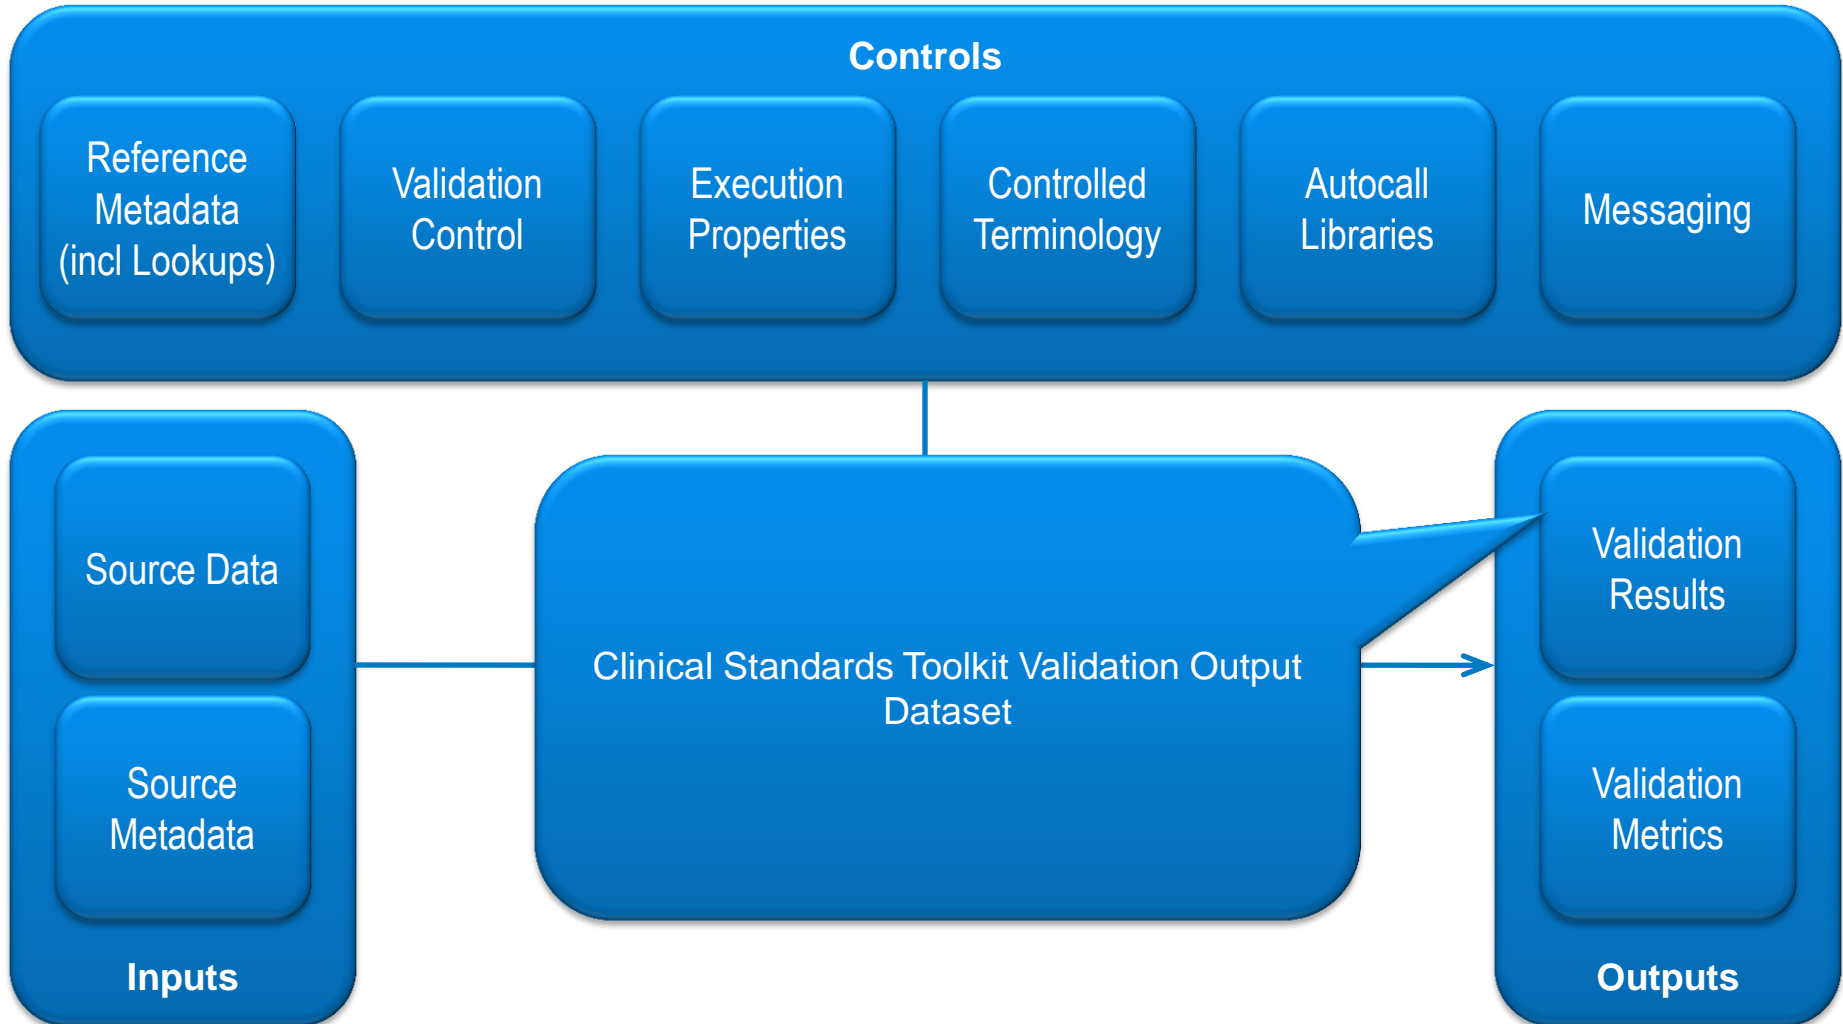 Controls
Reference
Metadata
(incl Lookups)
Validation
Control
Execution
Properties
Controlled
Terminology
Autocall
Libraries
Messaging
Source Data
Source
Metadata
Inputs
Clinical Standards Toolkit Validation Output
Dataset
Validation
Results
Validation
Metrics
Outputs